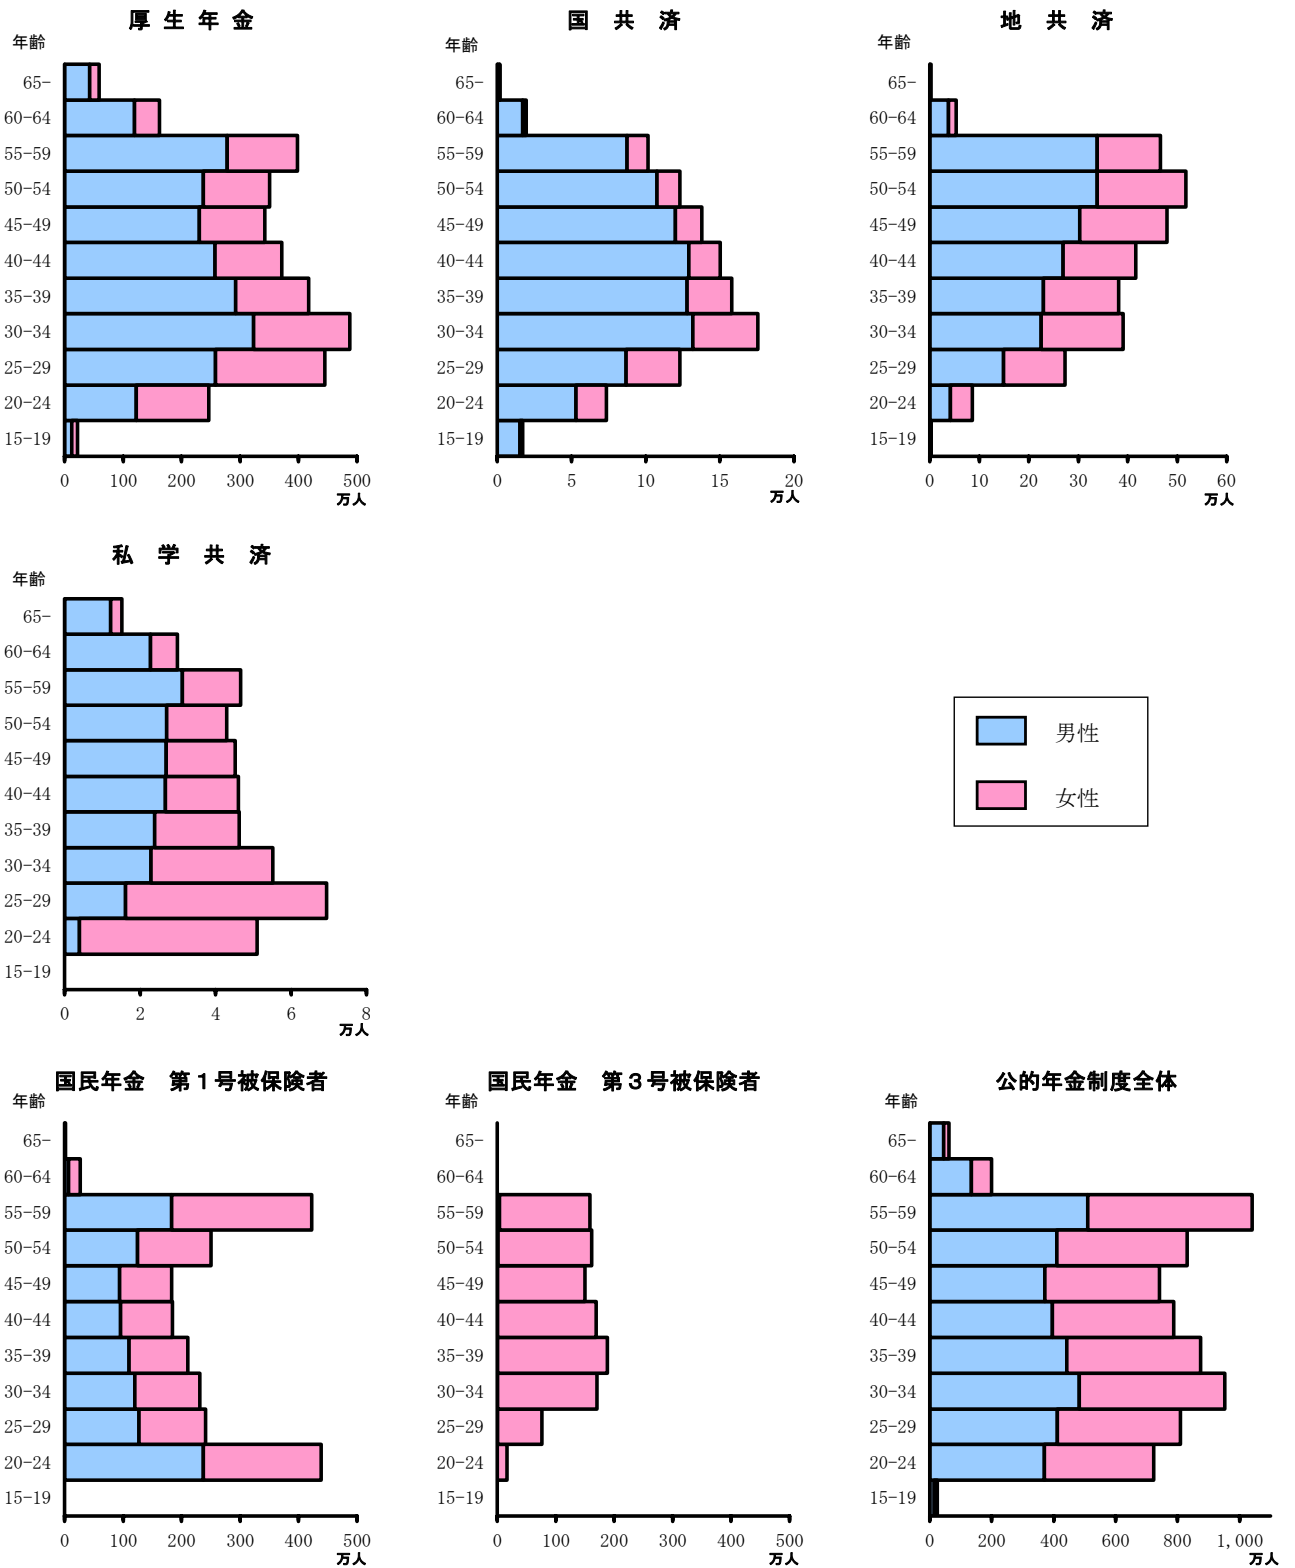 厚 生 年 金
年齢
65-
60-64
55-59
50-54
45-49
40-44
35-39
30-34
25-29
20-24
15-19
0 100 200 300 400 500
万人
国 共 済
年齢
65-
60-64
55-59
50-54
45-49
40-44
35-39
30-34
25-29
20-24
15-19
0 5 10 15 20
万人
地 共 済
年齢
65-
60-64
55-59
50-54
45-49
40-44
35-39
30-34
25-29
20-24
15-19
0 10 20 30 40 50 60
万人
私 学 共 済
年齢
65-
60-64
55-59
50-54
45-49
40-44
35-39
30-34
25-29
20-24
15-19
0 2 4 6 8
万人
男性
女性
国民年金 第1号被保険者
年齢
65-
60-64
55-59
50-54
45-49
40-44
35-39
30-34
25-29
20-24
15-19
0 100 200 300 400 500
万人
国民年金 第3号被保険者
年齢
65-
60-64
55-59
50-54
45-49
40-44
35-39
30-34
25-29
20-24
15-19
0 100 200 300 400 500
万人
公的年金制度全体
年齢
65-
60-64
55-59
50-54
45-49
40-44
35-39
30-34
25-29
20-24
15-19
0 200 400 600 800 1,000
万人